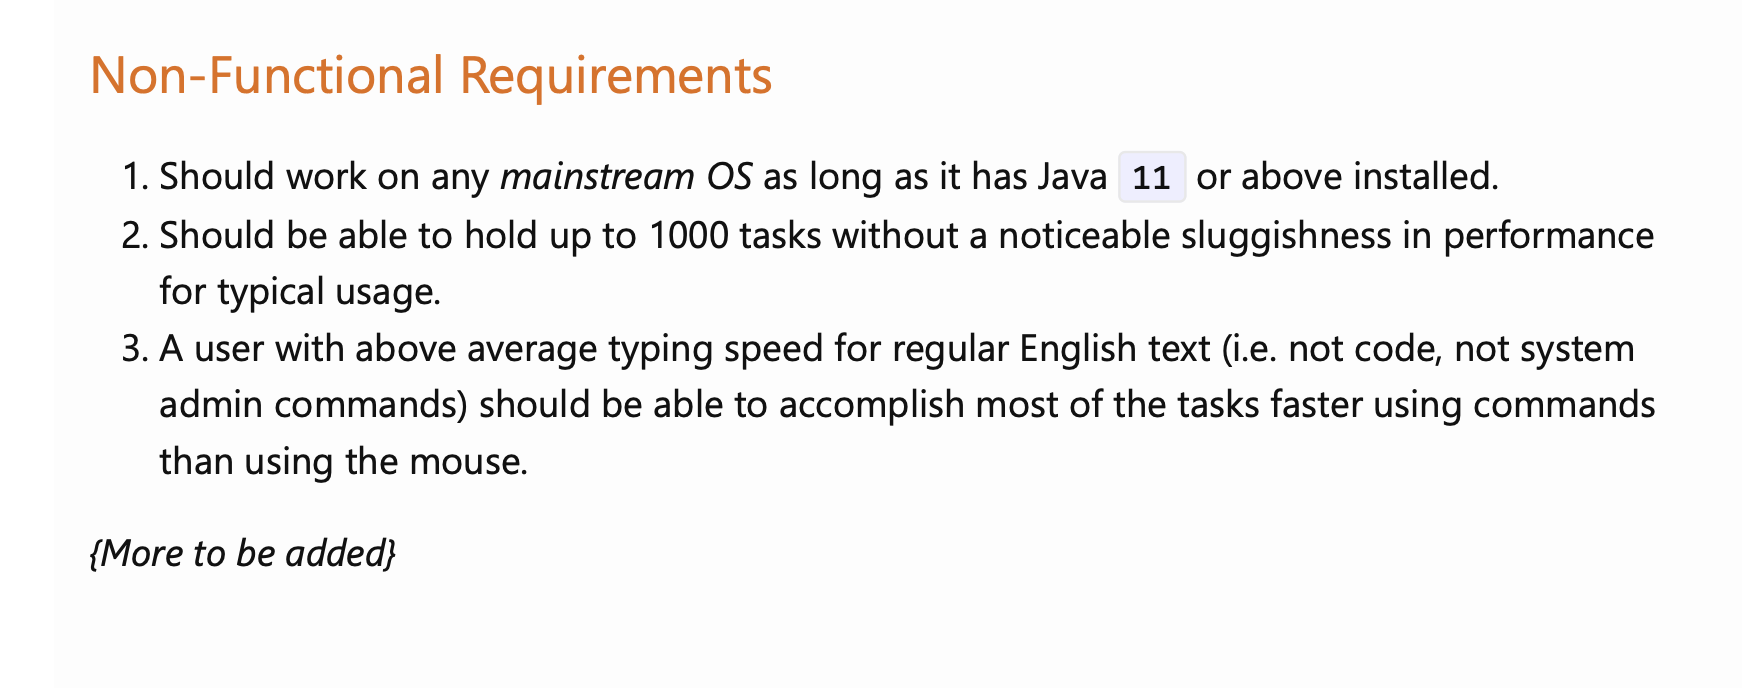 Non-Functional Requirements
1. Should work on any mainstream OS as long as it has Java 11 or above installed.
2. Should be able to hold up to 1000 tasks without a noticeable sluggishness in performance
for typical usage.
3. A user with above average typing speed for regular English text (i.e. not code, not system
admin commands) should be able to accomplish most of the tasks faster using commands
than using the mouse.
{More to be added}